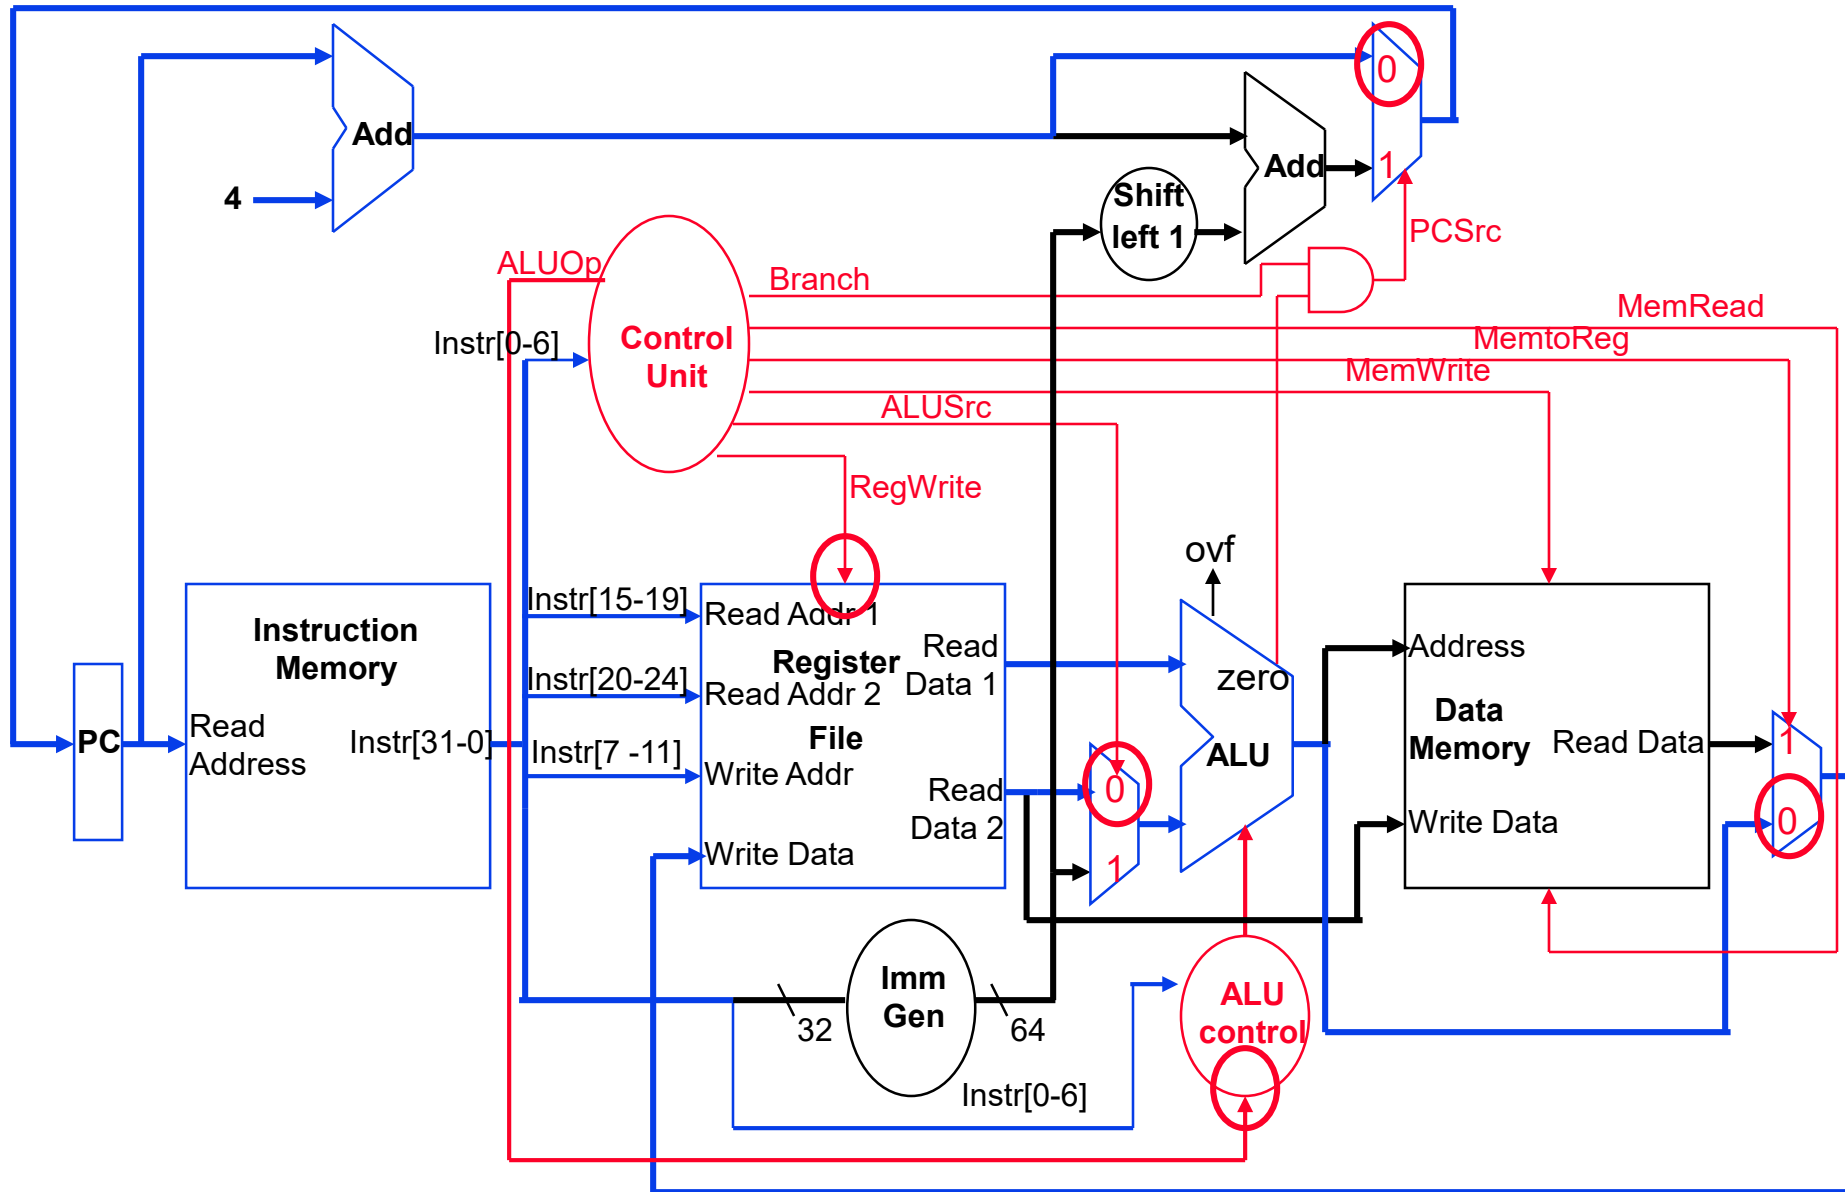 0
Add
Add
1
4
Shift
left 1
PCSrc
ALUOp
Branch
MemRead
Instr[0-6]
Control
Unit
MemtoReg
MemWrite
ALUSrc
RegWrite
ovf
Instruction
Memory
Instr[15-19]
Read Addr 1
Register
File
Read
Data 1
Instr[20-24]
Read Addr 2
zero
Address
PC
Read
Address
Instr[31-0]
Instr[7 -11]
Write Addr
ALU
Data
Memory
Read Data
1
Read
Data 2
0
Write Data
0
Write Data
1
Imm
Gen
32
64
ALU
control
Instr[0-6]